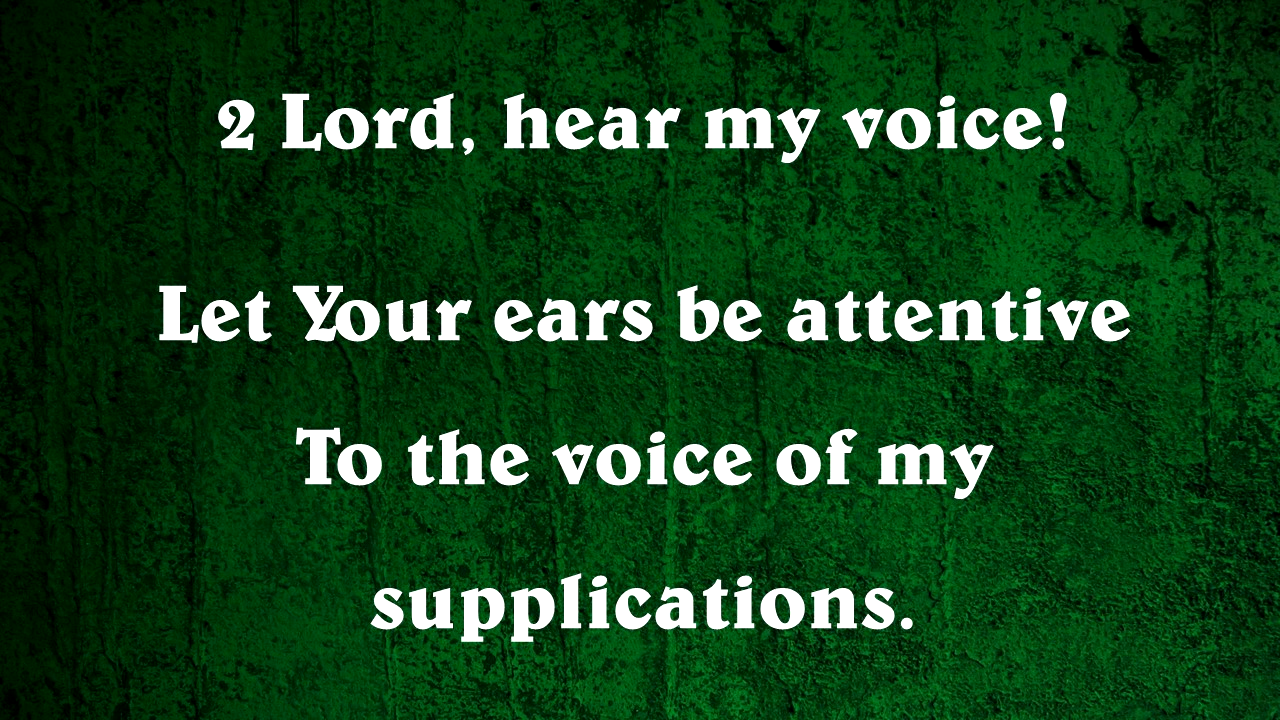 2 Lord, hear my voice!
Let Your ears be attentive
To the voice of my
supplications.